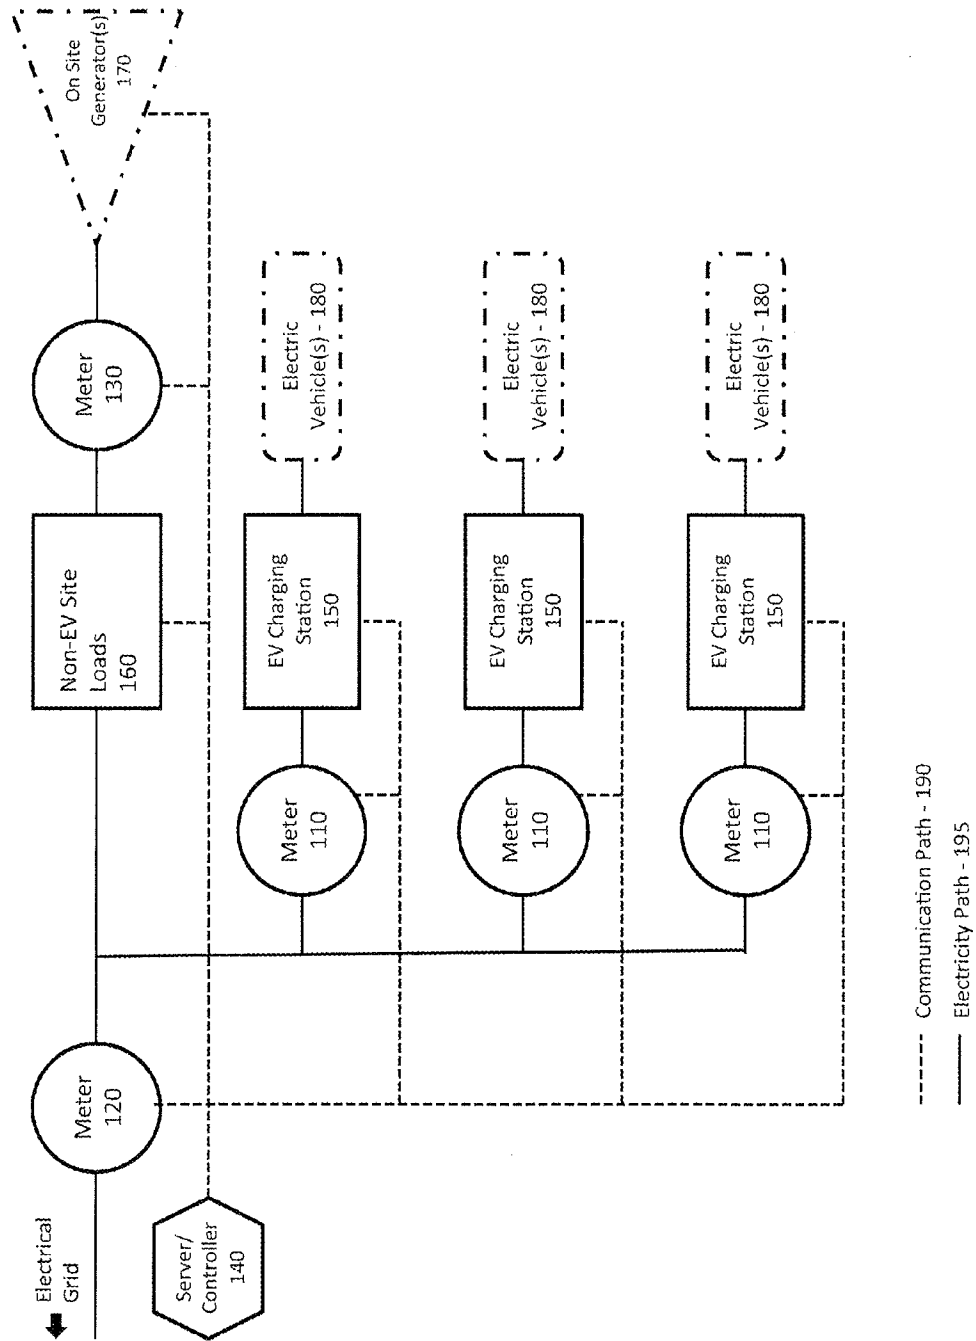 Electrical
Grid
Meter
120
Non-EV Site
Loads
160
Meter
130
On Site
Generator(s)
170
Server/
Controller
140
Meter
110
EV Charging
Station
150
Electric
Vehicle(s) - 180
Meter
110
EV Charging
Station
150
Electric
Vehicle(s) - 180
Meter
110
EV Charging
Station
150
Electric
Vehicle(s) - 180
Communication Path - 190
Electricity Path - 195